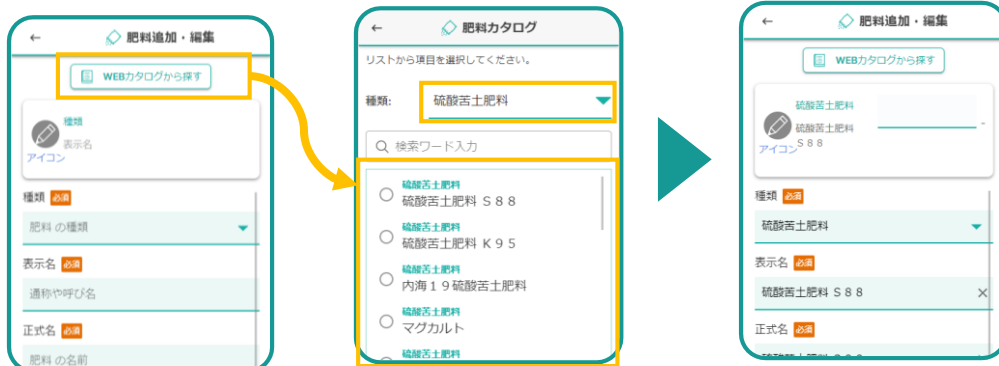 ← 肥料追加・編集
WEBカタログから探す
種類
表示名
アイコン
種類 必須
肥料 の種類
表示名 必須
通称や呼び名
正式名 必須
肥料 の名前
← 肥料カタログ
リストから項目を選択してください。
種類: 硫酸苦土肥料
検索ワード入力
硫酸苦土肥料
硫酸苦土肥料 S88
硫酸苦土肥料
硫酸苦土肥料 K95
硫酸苦土肥料
内海19硫酸苦土肥料
硫酸苦土肥料
マグカルト
硫酸苦土肥料
← 肥料追加・編集
WEBカタログから探す
硫酸苦土肥料
硫酸苦土肥料
S88
-
アイコン
種類 必須
硫酸苦土肥料
表示名 必須
硫酸苦土肥料 S88 ×
正式名 必須